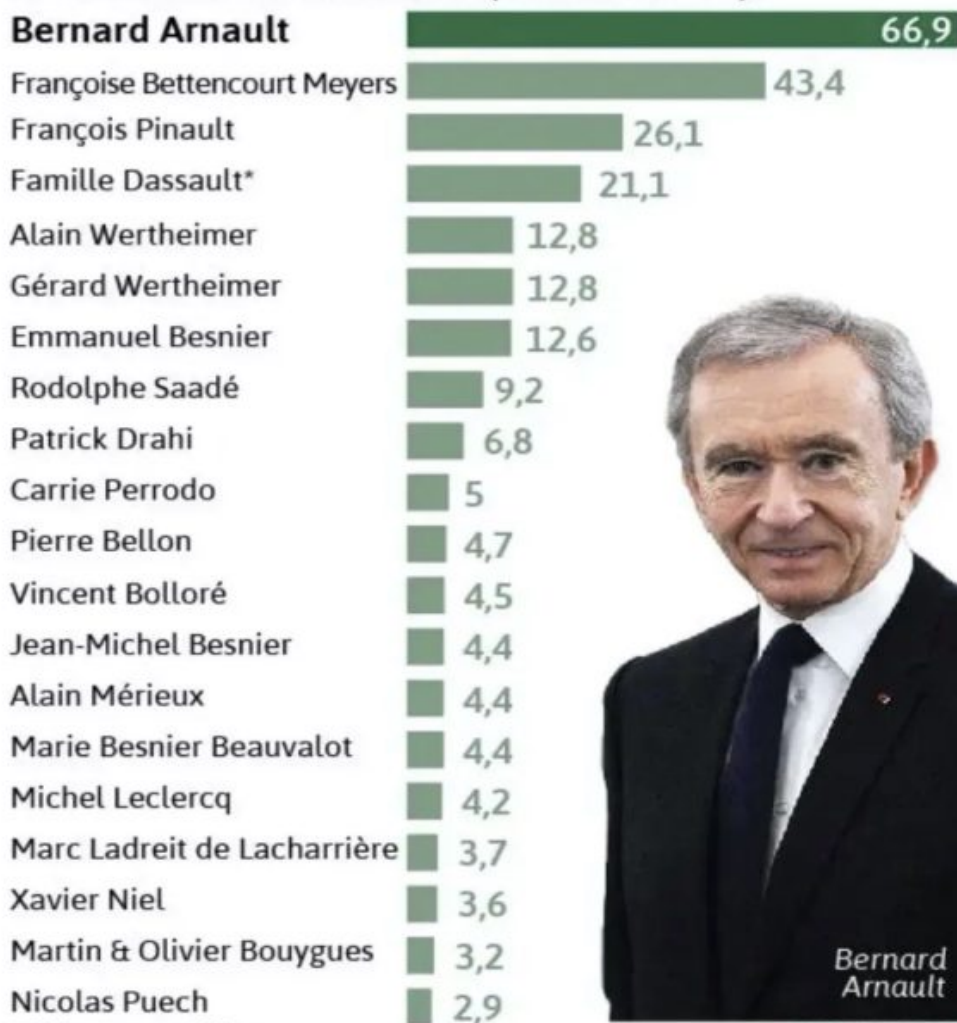 Bernard Arnault 66,9
Françoise Bettencourt Meyers 43,4
François Pinault 26,1
Famille Dassault* 21,1
Alain Wertheimer 12,8
Gérard Wertheimer 12,8
Emmanuel Besnier 12,6
Rodolphe Saadé 9,2
Patrick Drahi 6,8
Carrie Perrodo 5
Pierre Bellon 4,7
Vincent Bolloré 4,5
Jean-Michel Besnier 4,4
Alain Mérieux 4,4
Marie Besnier Beauvalot 4,4
Michel Leclercq 4,2
Marc Ladreit de Lacharrière 3,7
Xavier Niel 3,6
Martin & Olivier Bouygues 3,2
Nicolas Puech 2,9
Bernard
Arnault